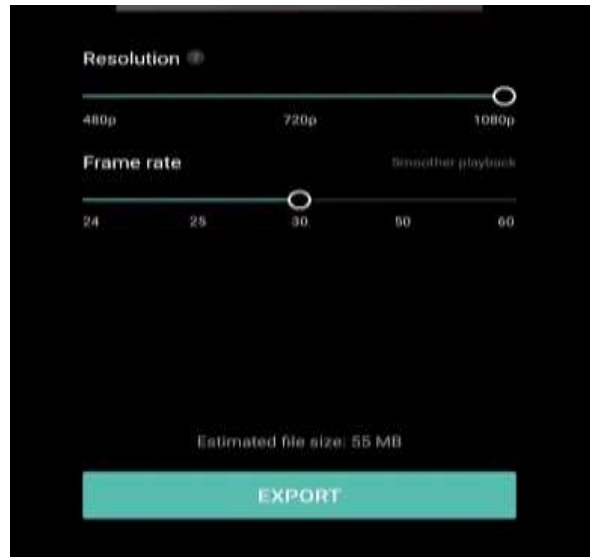 Resolution
480p 720p 1080p
Frame rate Smoother playback
24 25 30 50 60
Estimated file size: 55 MB
EXPORT